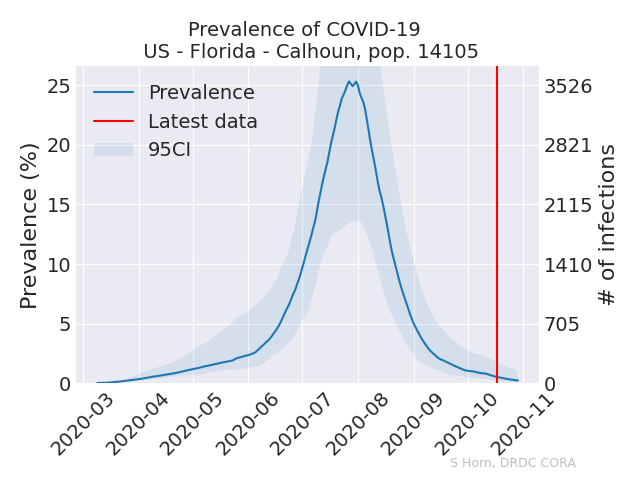 Prevalence of COVID-19
US - Florida - Calhoun, pop. 14105
Prevalence
Latest data
95CI
Prevalence (%)
25
20
15
10
5
0
3526
2821
2115
1410
705
0
# of infections
2020-03
2020-04
2020-05
2020-06
2020-07
2020-08
2020-09
2020-10
2020-11
S Horn, DRDC CORA